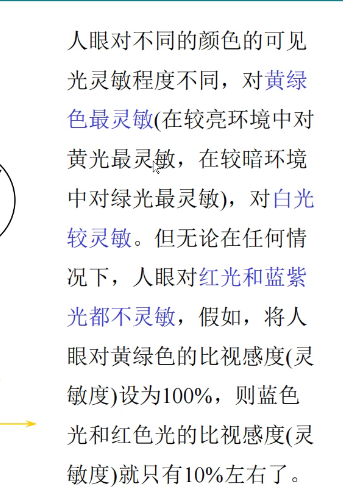 人眼对不同的颜色的可见
光灵敏程度不同，对黄绿
色最灵敏(在较亮环境中对
黄光最灵敏，在较暗环境
中对绿光最灵敏)，对白光
较灵敏。但无论在任何情
况下，人眼对红光和蓝紫
光都不灵敏，假如，将人
眼对黄绿色的比视感度(灵
敏度)设为100%，则蓝色
光和红色光的比视感度(灵
敏度)就只有10%左右了。